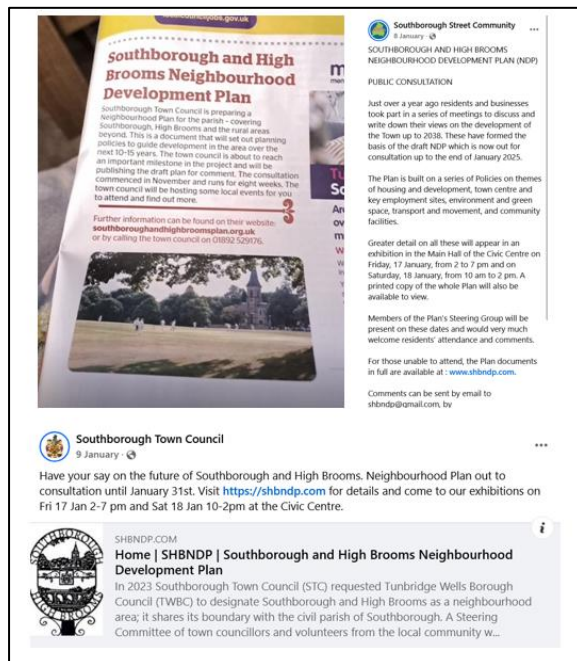 counciljobs.gov.uk
Southborough and High
Brooms Neighbourhood
Development Plan
Southborough Town Council is preparing a
Neighbourhood Plan for the parish - covering
Southborough, High Brooms and the rural areas
beyond. This is a document that will set out planning
policies to guide development in the area over the
next 10-15 years. The town council is about to reach
an important milestone in the project and will be
publishing the draft plan for comment. The consultation
commenced in November and runs for eight weeks. The
town council will be hosting some local events for you
to attend and find out more.
Further information can be found on their website:
southboroughandhighbroomsplan.org.uk
or by calling the town council on 01892 529176.
Southborough Street Community
8 January
SOUTHBOROUGH AND HIGH BROOMS
NEIGHBOURHOOD DEVELOPMENT PLAN (NDP)
PUBLIC CONSULTATION
Just over a year ago residents and businesses
took part in a series of meetings to discuss and
write down their views on the development of
the Town up to 2038. These have formed the
basis of the draft NDP which is now out for
consultation up to the end of January 2025.
The Plan is built on a series of Policies on themes
of housing and development, town centre and
key employment sites, environment and green
space, transport and movement, and community
facilities.
Greater detail on all these will appear in an
exhibition in the Main Hall of the Civic Centre on
Friday, 17 January, from 2 to 7 pm and on
Saturday, 18 January, from 10 am to 2 pm. A
printed copy of the whole Plan will also be
available to view.
Members of the Plan's Steering Group will be
present on these dates and would very much
welcome residents' attendance and comments.
For those unable to attend, the Plan documents
in full are available at : www.shbndp.com.
Comments can be sent by email to
shbndp@gmail.com, by
Southborough Town Council
9 January
Have your say on the future of Southborough and High Brooms. Neighbourhood Plan out to
consultation until January 31st. Visit https://shbndp.com for details and come to our exhibitions on
Fri 17 Jan 2-7 pm and Sat 18 Jan 10-2pm at the Civic Centre.
SOUTHBOROUGH
HIGH BROOMS
SHBNDP.COM
Home | SHBNDP | Southborough and High Brooms Neighbourhood
Development Plan
In 2023 Southborough Town Council (STC) requested Tunbridge Wells Borough
Council (TWBC) to designate Southborough and High Brooms as a neighbourhood
area; it shares its boundary with the civil parish of Southborough. A Steering
Committee of town councillors and volunteers from the local community w...